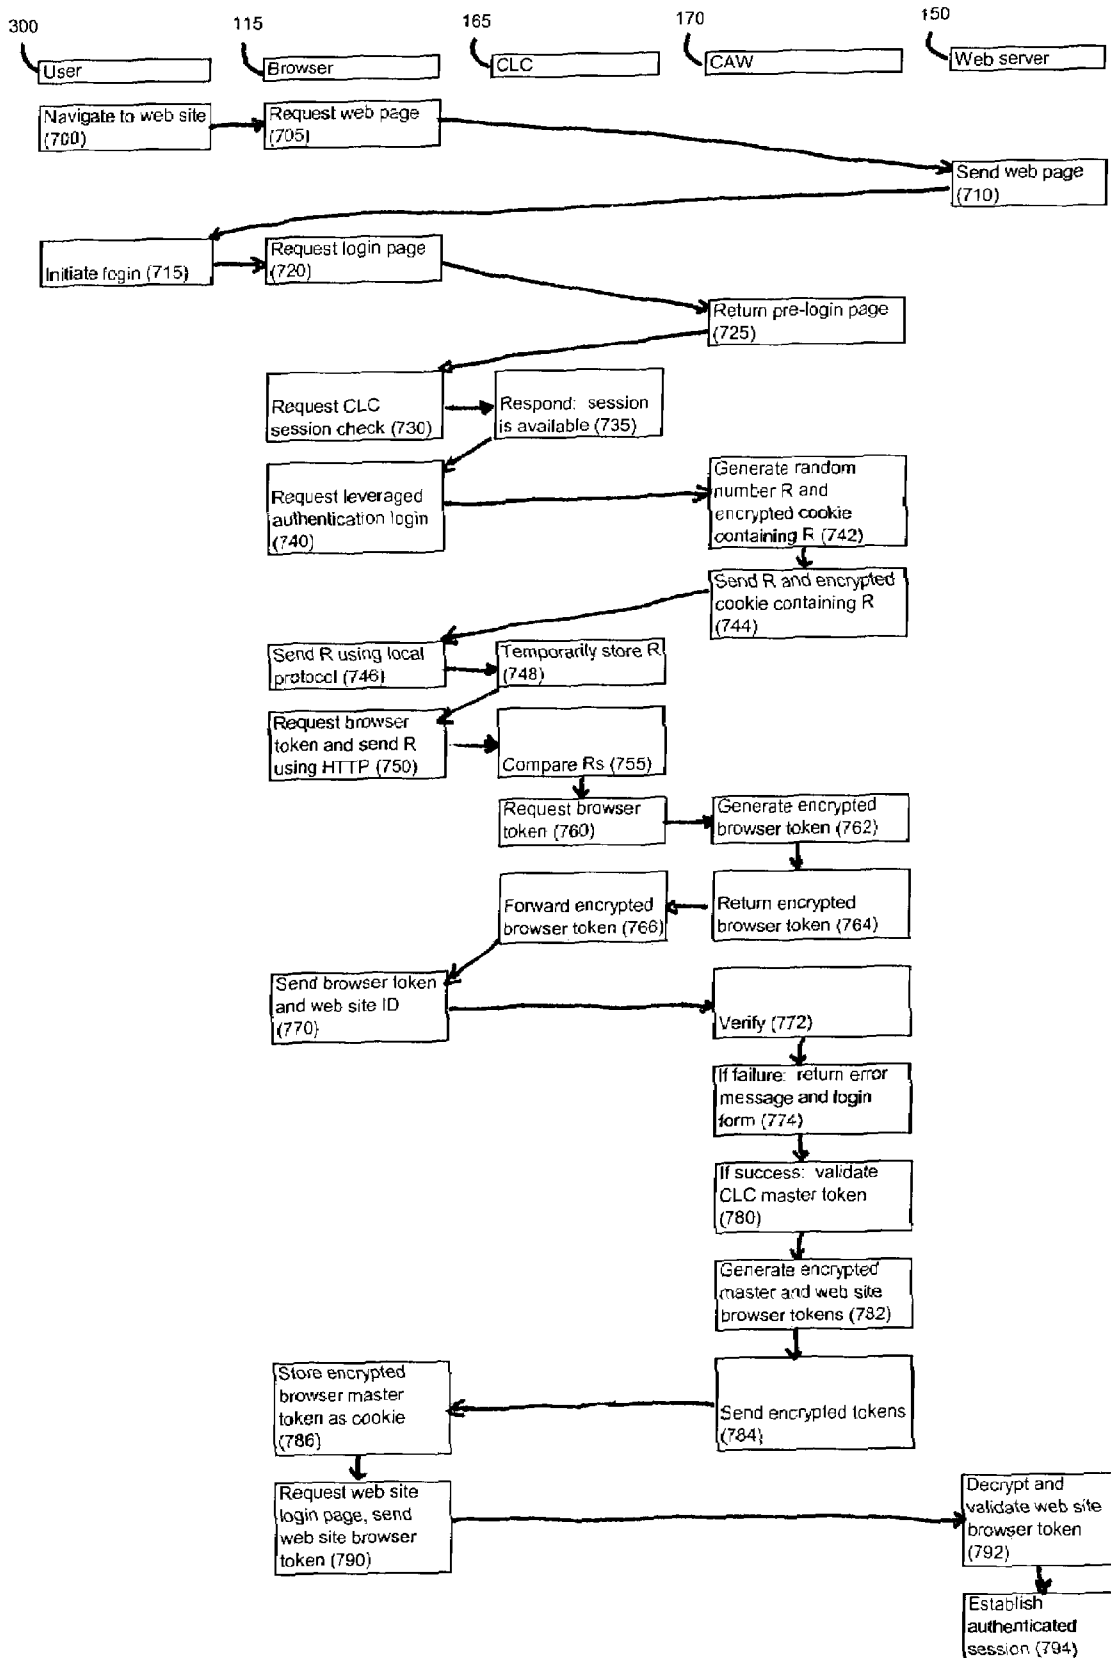 300
115
165
170
150
User
Browser
CLC
CAW
Web server
Navigate to web site
(700)
Request web page
(705)
Send web page
(710)
Initiate login (715)
Request login page
(720)
Return pre-login page
(725)
Request CLC
session check (730)
Respond: session
is available (735)
Request leveraged
authentication login
(740)
Generate random
number R and
encrypted cookie
containing R (742)
Send R and encrypted
cookie containing R
(744)
Send R using local
protocol (746)
Temporarily store R
(748)
Request browser
token and send R
using HTTP (750)
Compare Rs (755)
Request browser
token (760)
Generate encrypted
browser token (762)
Return encrypted
browser token (764)
Forward encrypted
browser token (766)
Send browser token
and web site ID
(770)
Verify (772)
If failure: return error
message and login
form (774)
If success: validate
CLC master token
(780)
Generate encrypted
master and web site
browser tokens (782)
Send encrypted tokens
(784)
Store encrypted
browser master
token as cookie
(786)
Request web site
login page, send
web site browser
token (790)
Decrypt and
validate web site
browser token
(792)
Establish
authenticated
session (794)